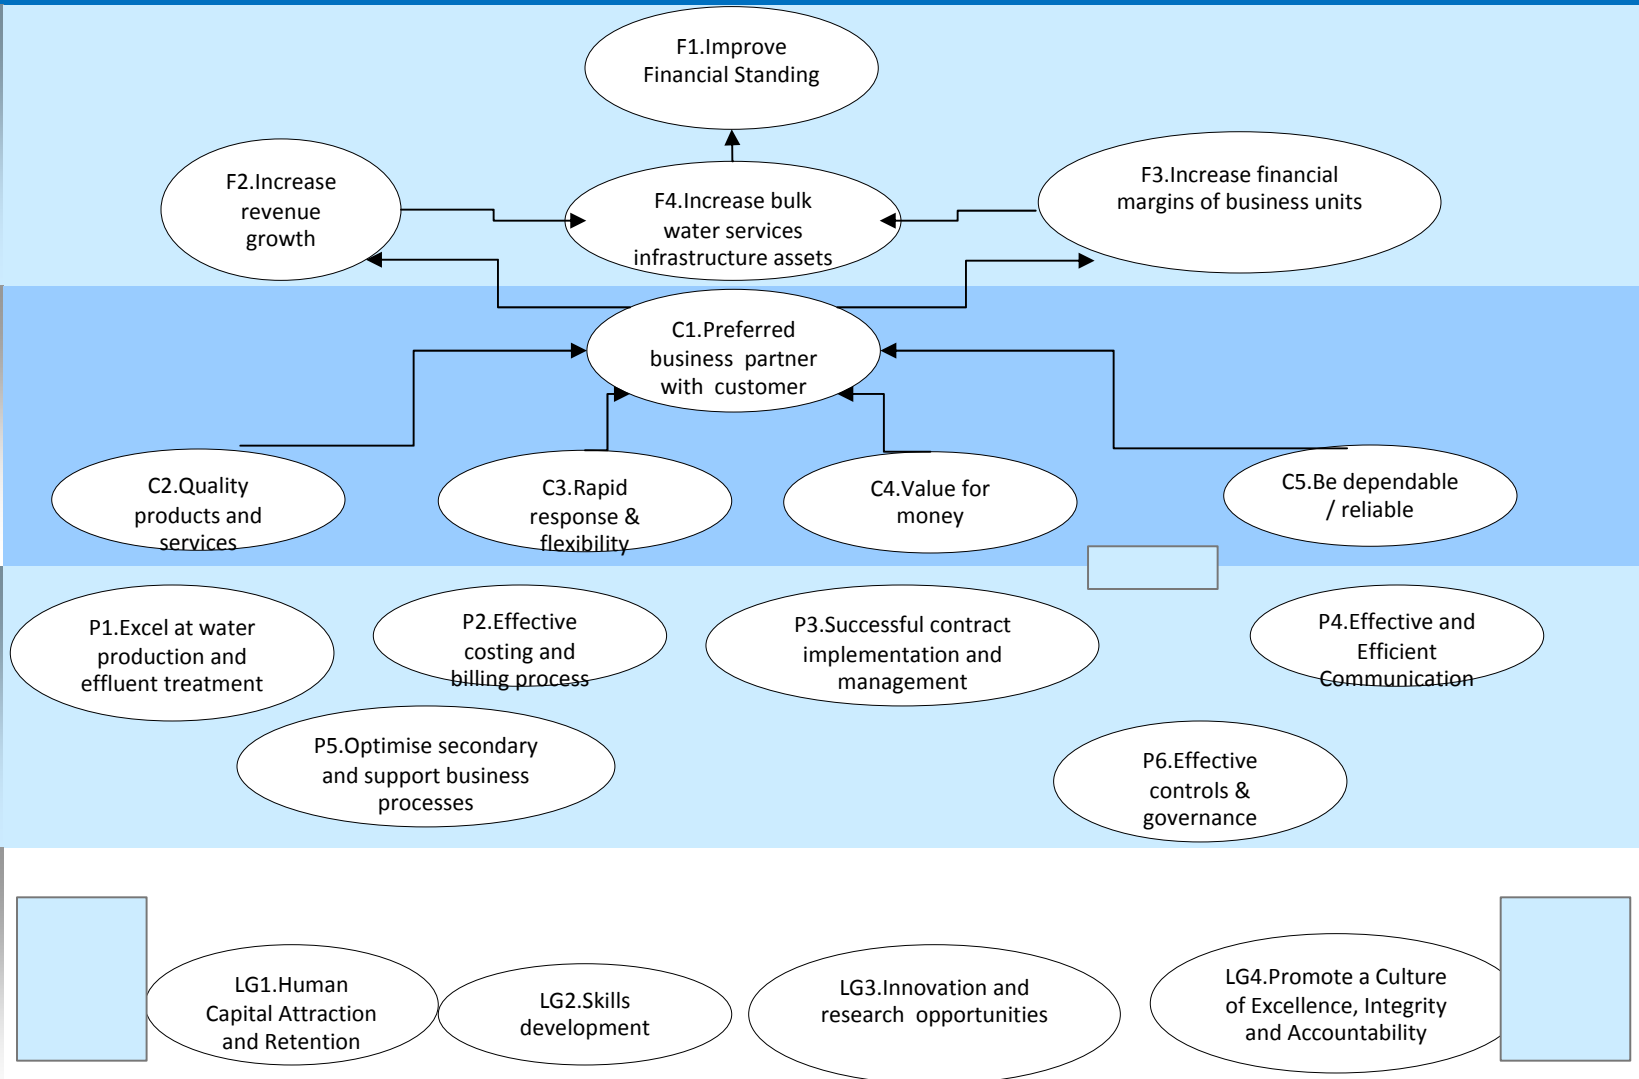 F1.Improve
Financial Standing
F2.Increase
revenue
growth
F4.Increase bulk
water services
infrastructure assets
F3.Increase financial
margins of business units
C1.Preferred
business partner
with customer
C2.Quality
products and
services
C3.Rapid
response &
flexibility
C4.Value for
money
C5.Be dependable
/ reliable
P1.Excel at water
production and
effluent treatment
P2.Effective
costing and
billing process
P3.Successful contract
implementation and
management
P4.Effective and
Efficient
Communication
P5.Optimise secondary
and support business
processes
P6.Effective
controls &
governance
LG1.Human
Capital Attraction
and Retention
LG2.Skills
development
LG3.Innovation and
research opportunities
LG4.Promote a Culture
of Excellence, Integrity
and Accountability